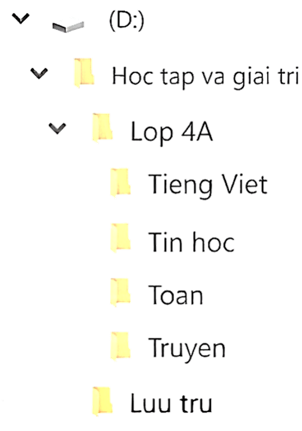 (D:)
Hoc tap va giai tri
Lop 4A
Tieng Viet
Tin hoc
Toan
Truyen
Luu tru